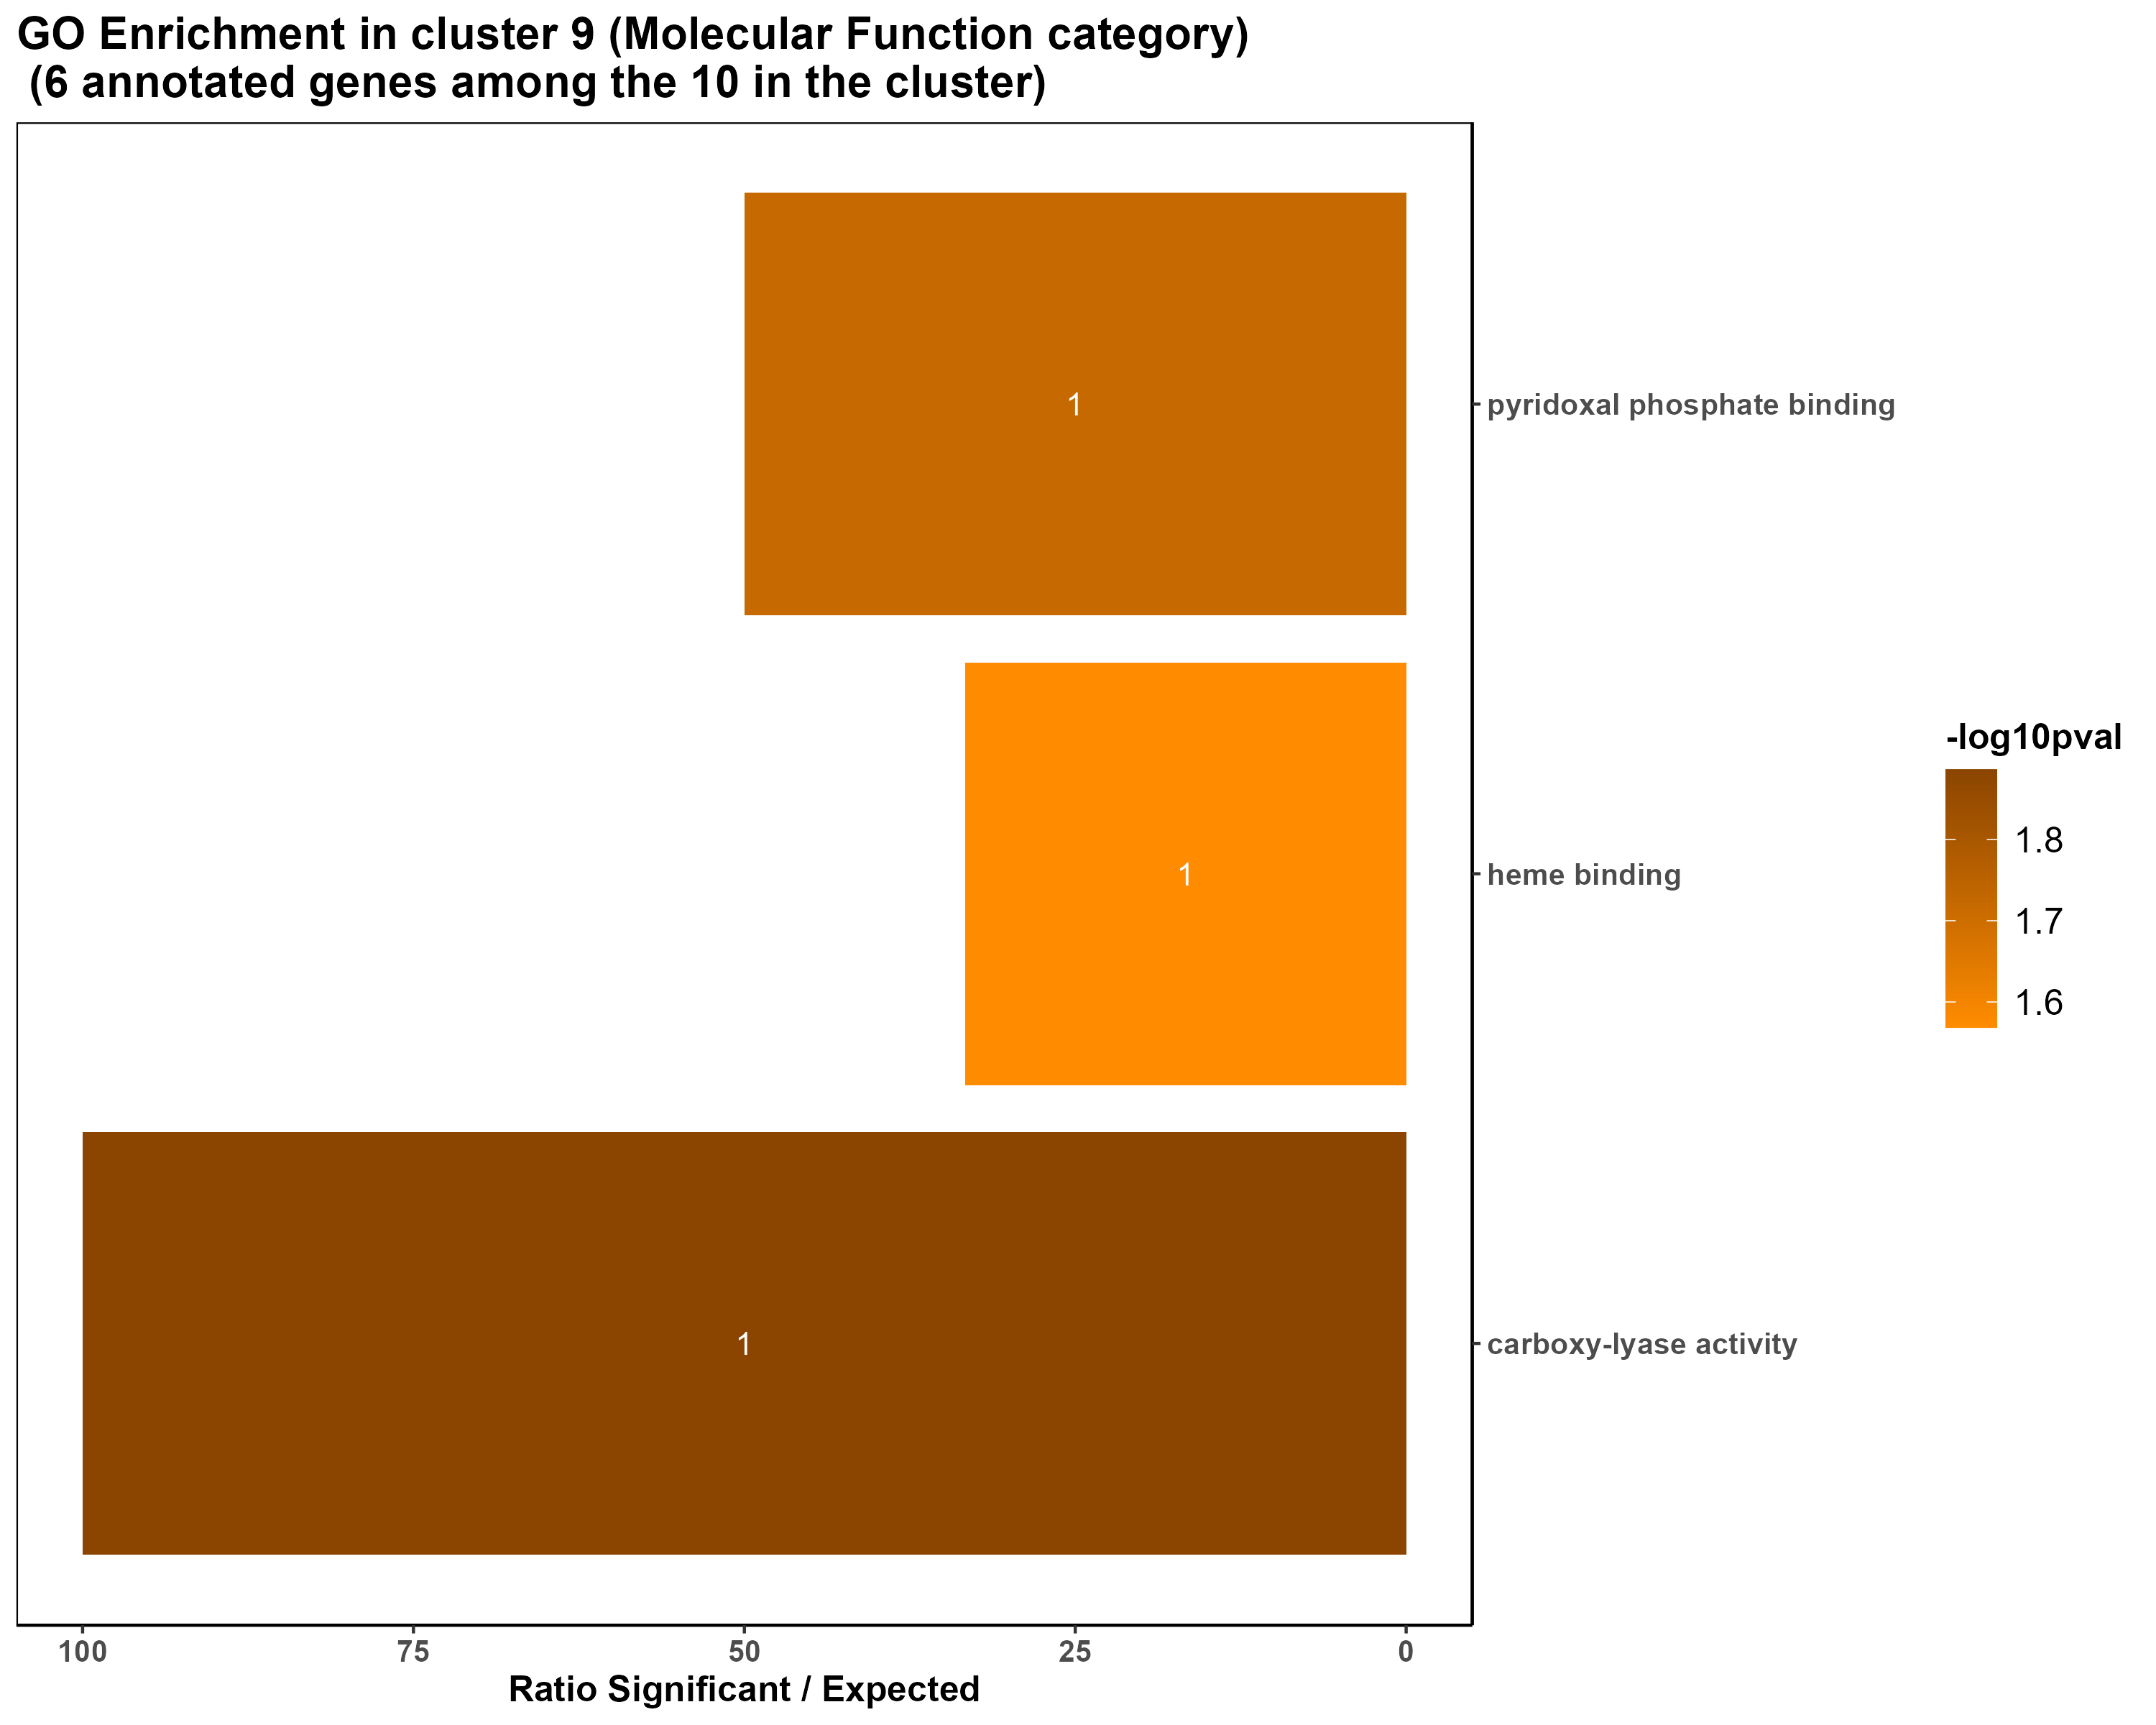 GO Enrichment in cluster 9 (Molecular Function category)
(6 annotated genes among the 10 in the cluster)
1
pyridoxal phosphate binding
1
heme binding
1
carboxy-lyase activity
-log10pval
1.8
1.7
1.6
100 75 50 25 0
Ratio Significant / Expected